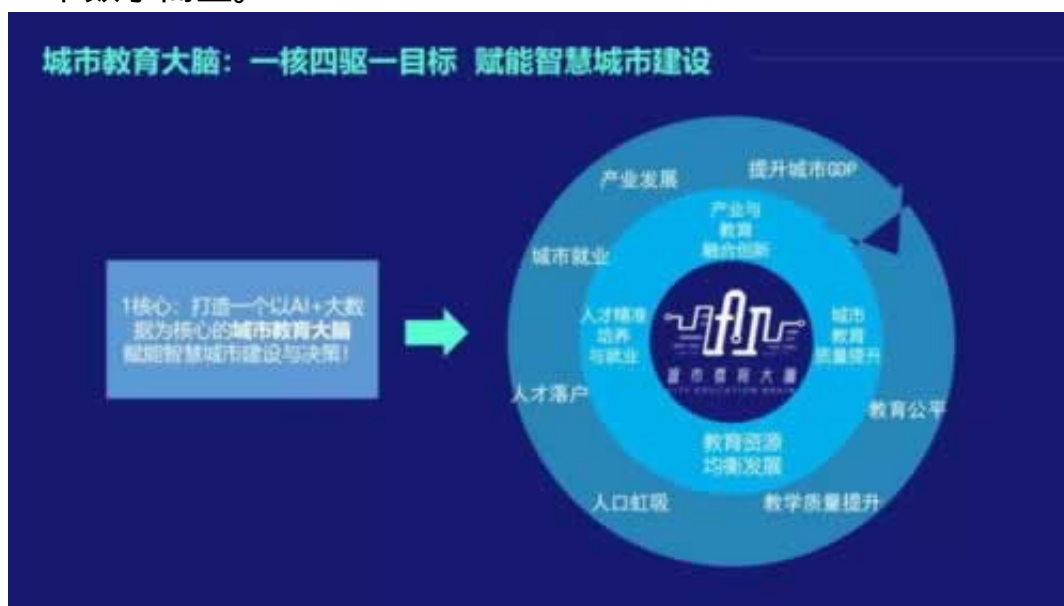 城市教育大脑：一核四驱一目标 赋能智慧城市建设
1核心：打造一个以AI+大数
据为核心的城市教育大脑
赋能智慧城市建设与决策！
产业发展
提升城市GDP
城市就业
人才落户
人口虹吸
教学质量提升
教育公平
产业与
教育
融合创新
人才精准
培养
与就业
城市
教育
质量提升
教育资源
均衡发展
城市教育大脑